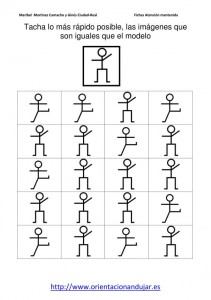 Maribel Martínez Camacho y Ginés Ciudad-Real Fichas Atención mantenida
Tacha lo más rápido posible, las imágenes que
son iguales que el modelo
http://www.orientacionandujar.es